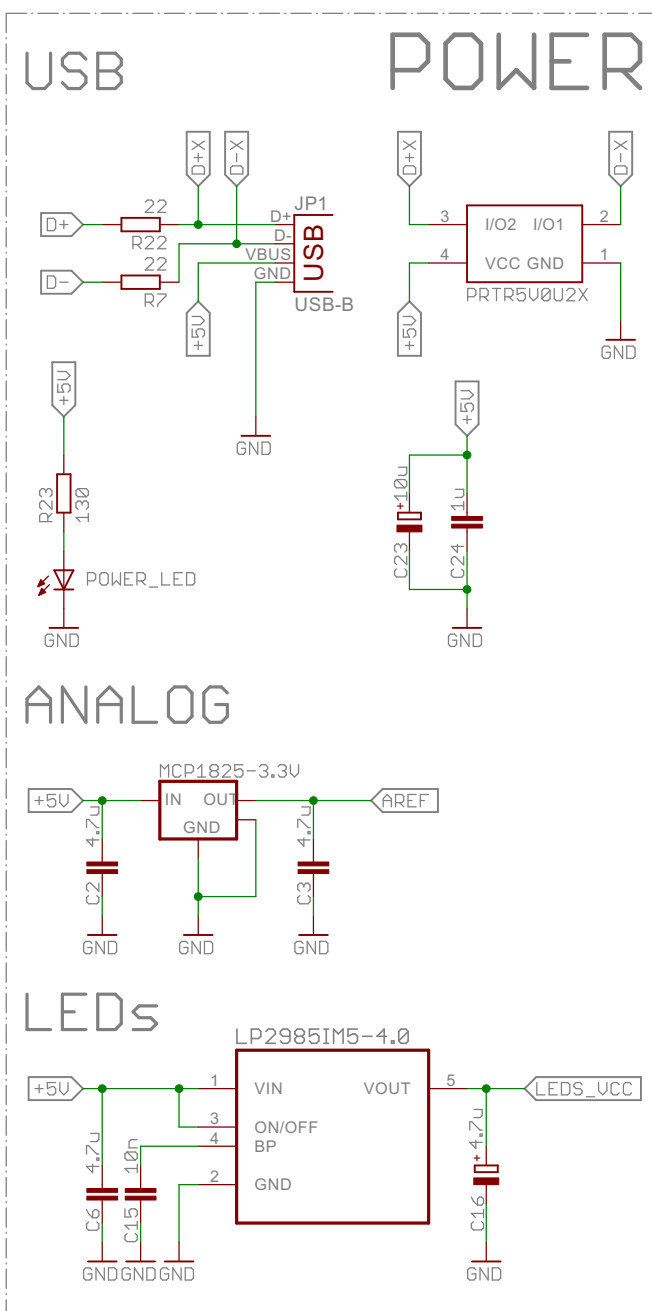 USB
POWER
D+X
D-X
D+
22
R22
D-
22
R7
JP1
D+
D-
VBUS
GND
USB
USB-B
+5V
GND
D+X
D-X
3
I/O2
I/O1
2
4
VCC
GND
1
PRTR5V0U2X
+5V
GND
+5V
R23
130
POWER_LED
GND
+5V
+
10u
C23
1u
C24
GND
ANALOG
MCP1825-3.3V
+5V
IN
OUT
GND
AREF
4.7u
C2
4.7u
C3
GND
GND
GND
LEDs
LP2985IM5-4.0
+5V
1
VIN
VOUT
5
LEDS_VCC
3
ON/OFF
4
BP
2
GND
4.7u
C6
10n
C15
+
4.7u
C16
GND
GND
GND
GND